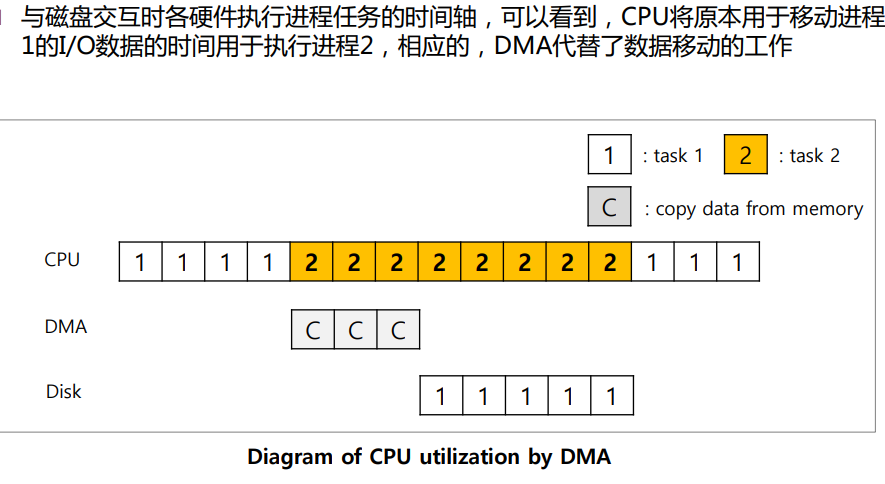 与磁盘交互时各硬件执行进程任务的时间轴，可以看到，CPU将原本用于移动进程
1的I/O数据的时间用于执行进程2，相应的，DMA代替了数据移动的工作
1 : task 1 2 : task 2
C : copy data from memory
CPU 1 1 1 1 2 2 2 2 2 2 2 2 1 1 1
DMA C C C
Disk 1 1 1 1 1
Diagram of CPU utilization by DMA